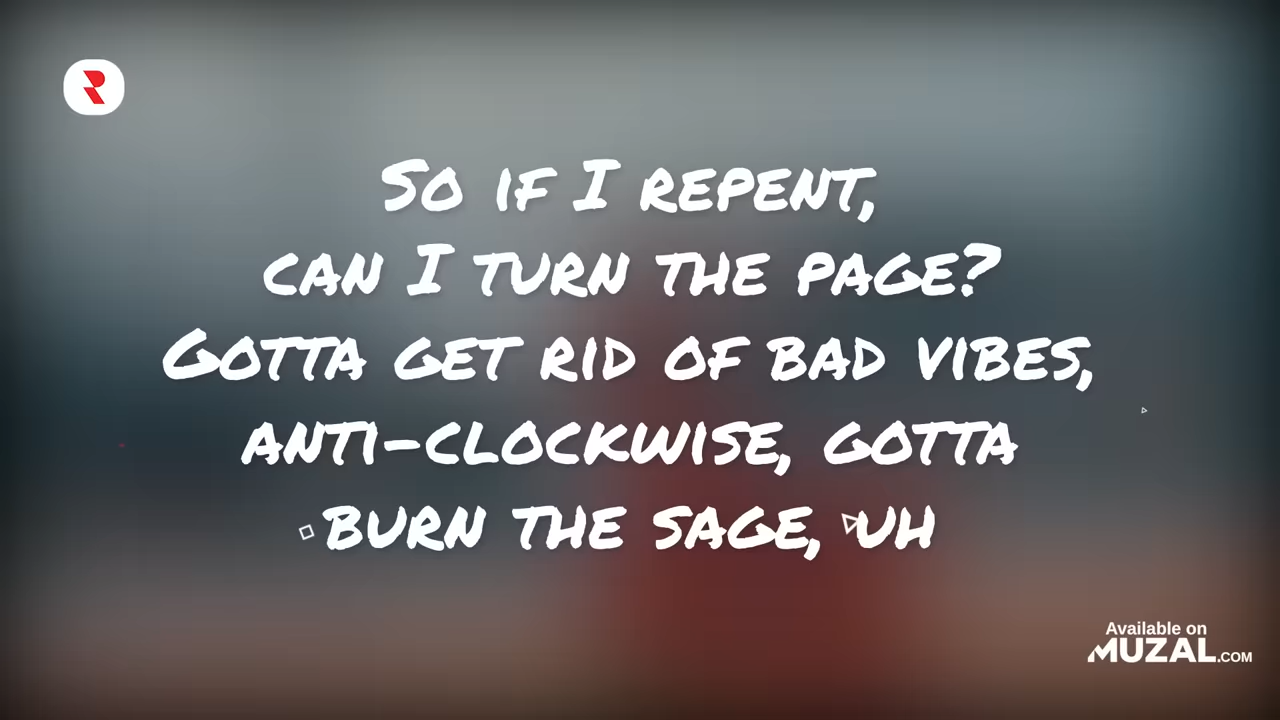 So if I repent,
can I turn the page?
Gotta get rid of bad vibes,
anti-clockwise, gotta
burn the sage, uh
Available on
MUZAL.COM